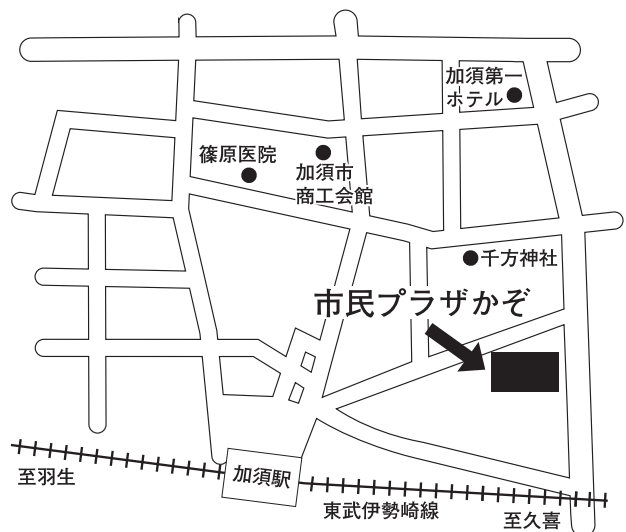 加須第一
ホテル
篠原医院
加須市
商工会館
千方神社
市民プラザかぞ
加須駅
至羽生
東武伊勢崎線
至久喜